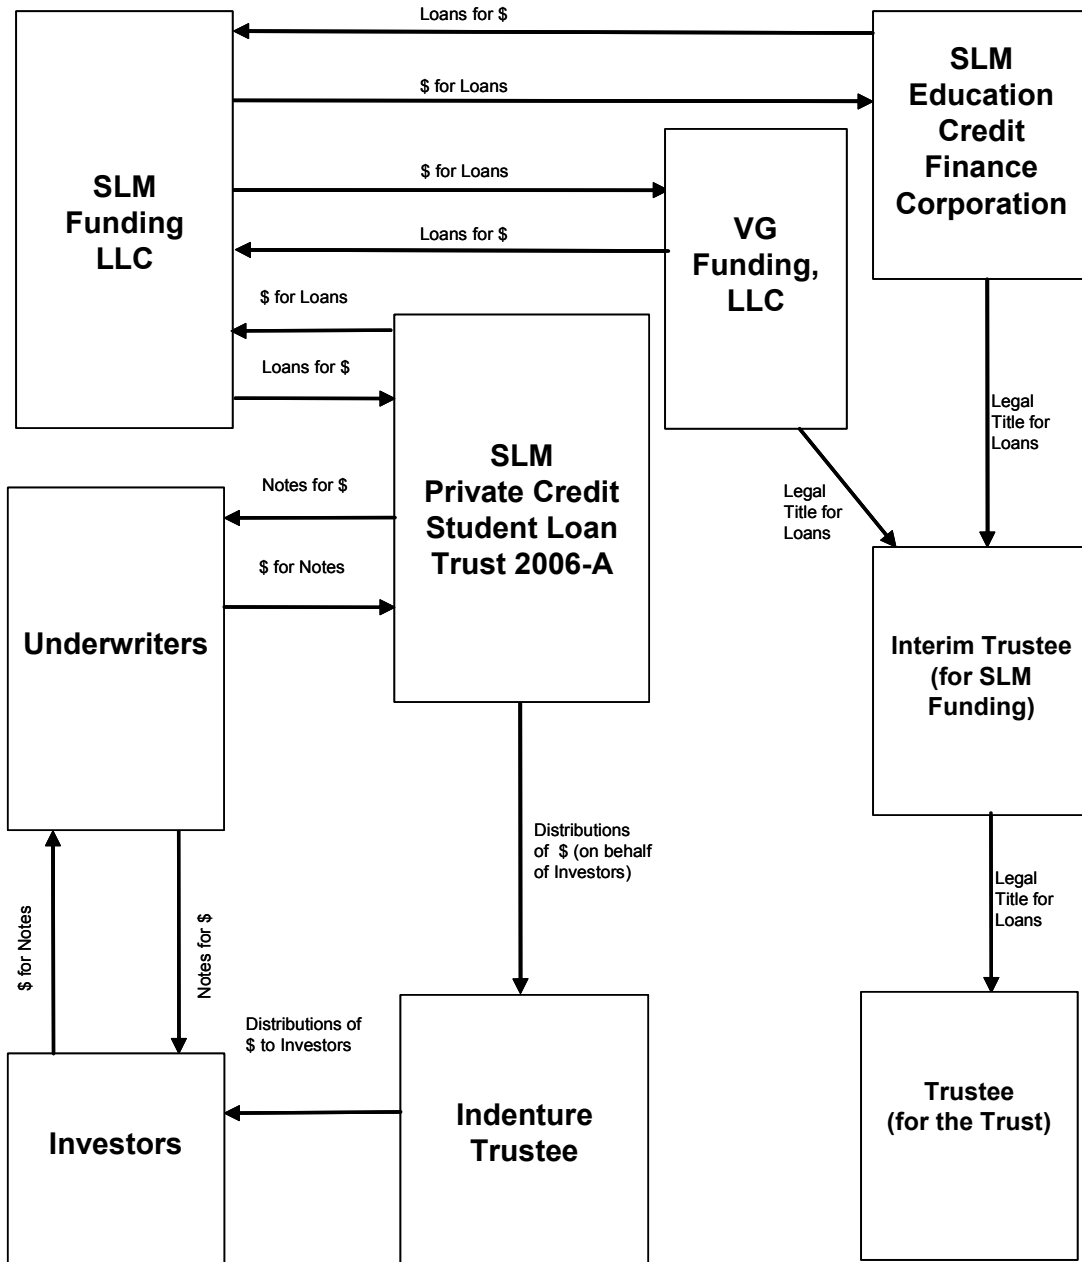 Loans for $
$ for Loans
SLM
Education
Credit
Finance
Corporation
SLM
Funding
LLC
$ for Loans
Loans for $
VG
Funding,
LLC
$ for Loans
Loans for $
Legal
Title for
Loans
SLM
Private Credit
Student Loan
Trust 2006-A
Notes for $
$ for Notes
Legal
Title for
Loans
Underwriters
Interim Trustee
(for SLM
Funding)
Distributions
of $ (on behalf
of Investors)
Legal
Title for
Loans
$ for Notes
Notes for $
Distributions of
$ to Investors
Investors
Indenture
Trustee
Trustee
(for the Trust)